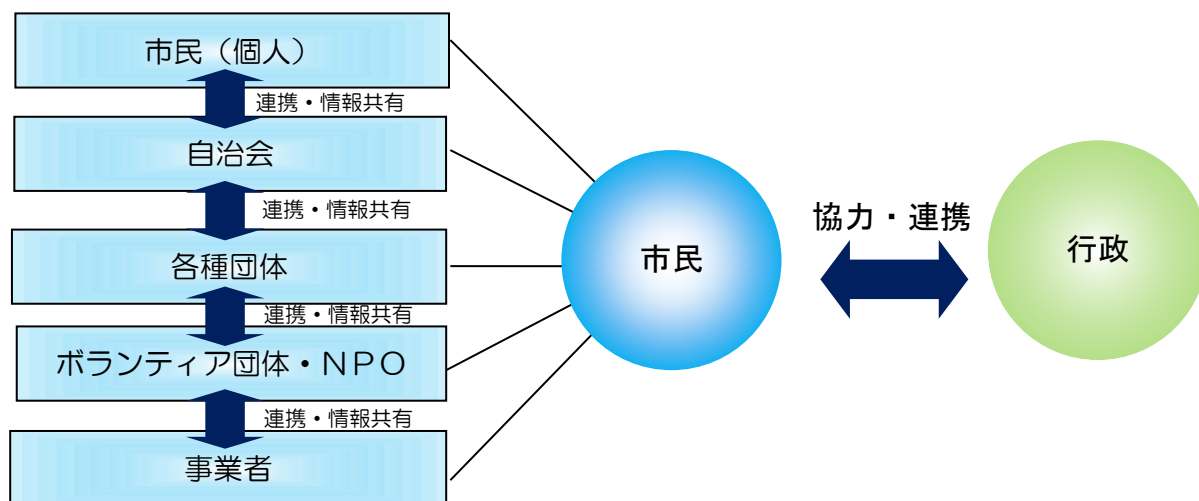 市民（個人）
連携・情報共有
自治会
連携・情報共有
各種団体
連携・情報共有
ボランティア団体・ＮＰＯ
連携・情報共有
事業者
市民
協力・連携
行政